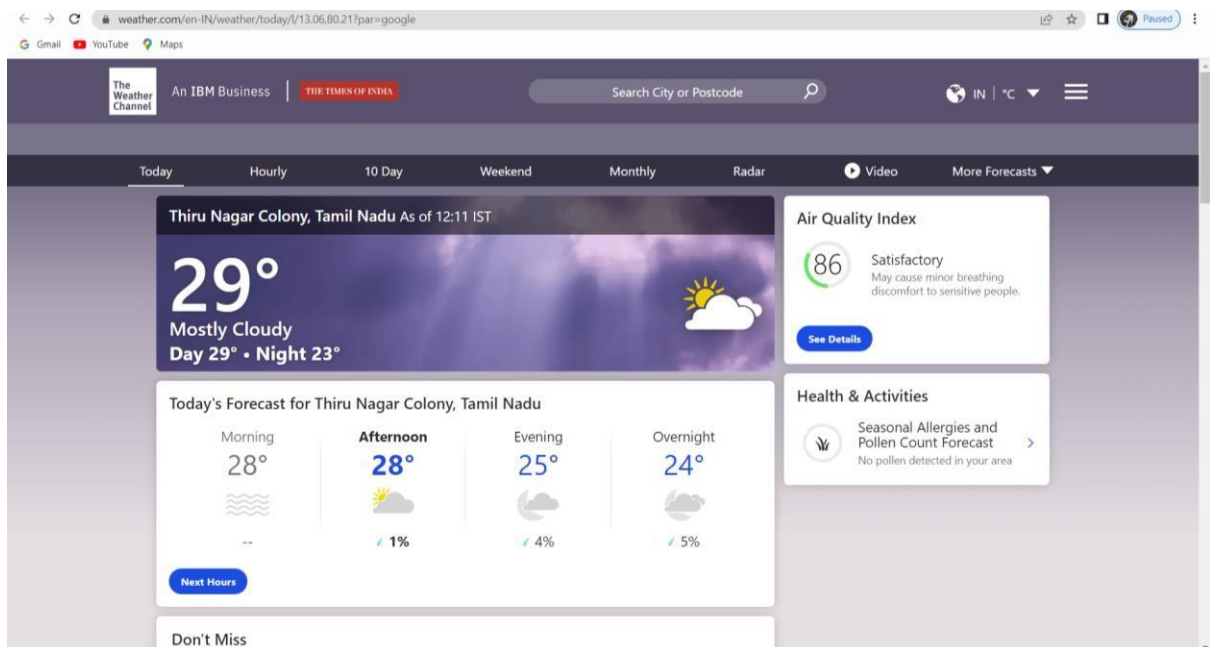 weather.com/en-IN/weather/today/l/13.06,80.21?par=google
Paused
Gmail YouTube Maps
The
Weather
Channel
An IBM Business
THE TIMES OF INDIA
Search City or Postcode
IN | °C
Today Hourly 10 Day Weekend Monthly Radar Video More Forecasts
Thiru Nagar Colony, Tamil Nadu As of 12:11 IST
29°
Mostly Cloudy
Day 29° • Night 23°
Air Quality Index
86
Satisfactory
May cause minor breathing
discomfort to sensitive people.
See Details
Today's Forecast for Thiru Nagar Colony, Tamil Nadu
Morning Afternoon Evening Overnight
28° 28° 25° 24°
-- 1% 4% 5%
Next Hours
Health & Activities
Seasonal Allergies and
Pollen Count Forecast
No pollen detected in your area
Don't Miss